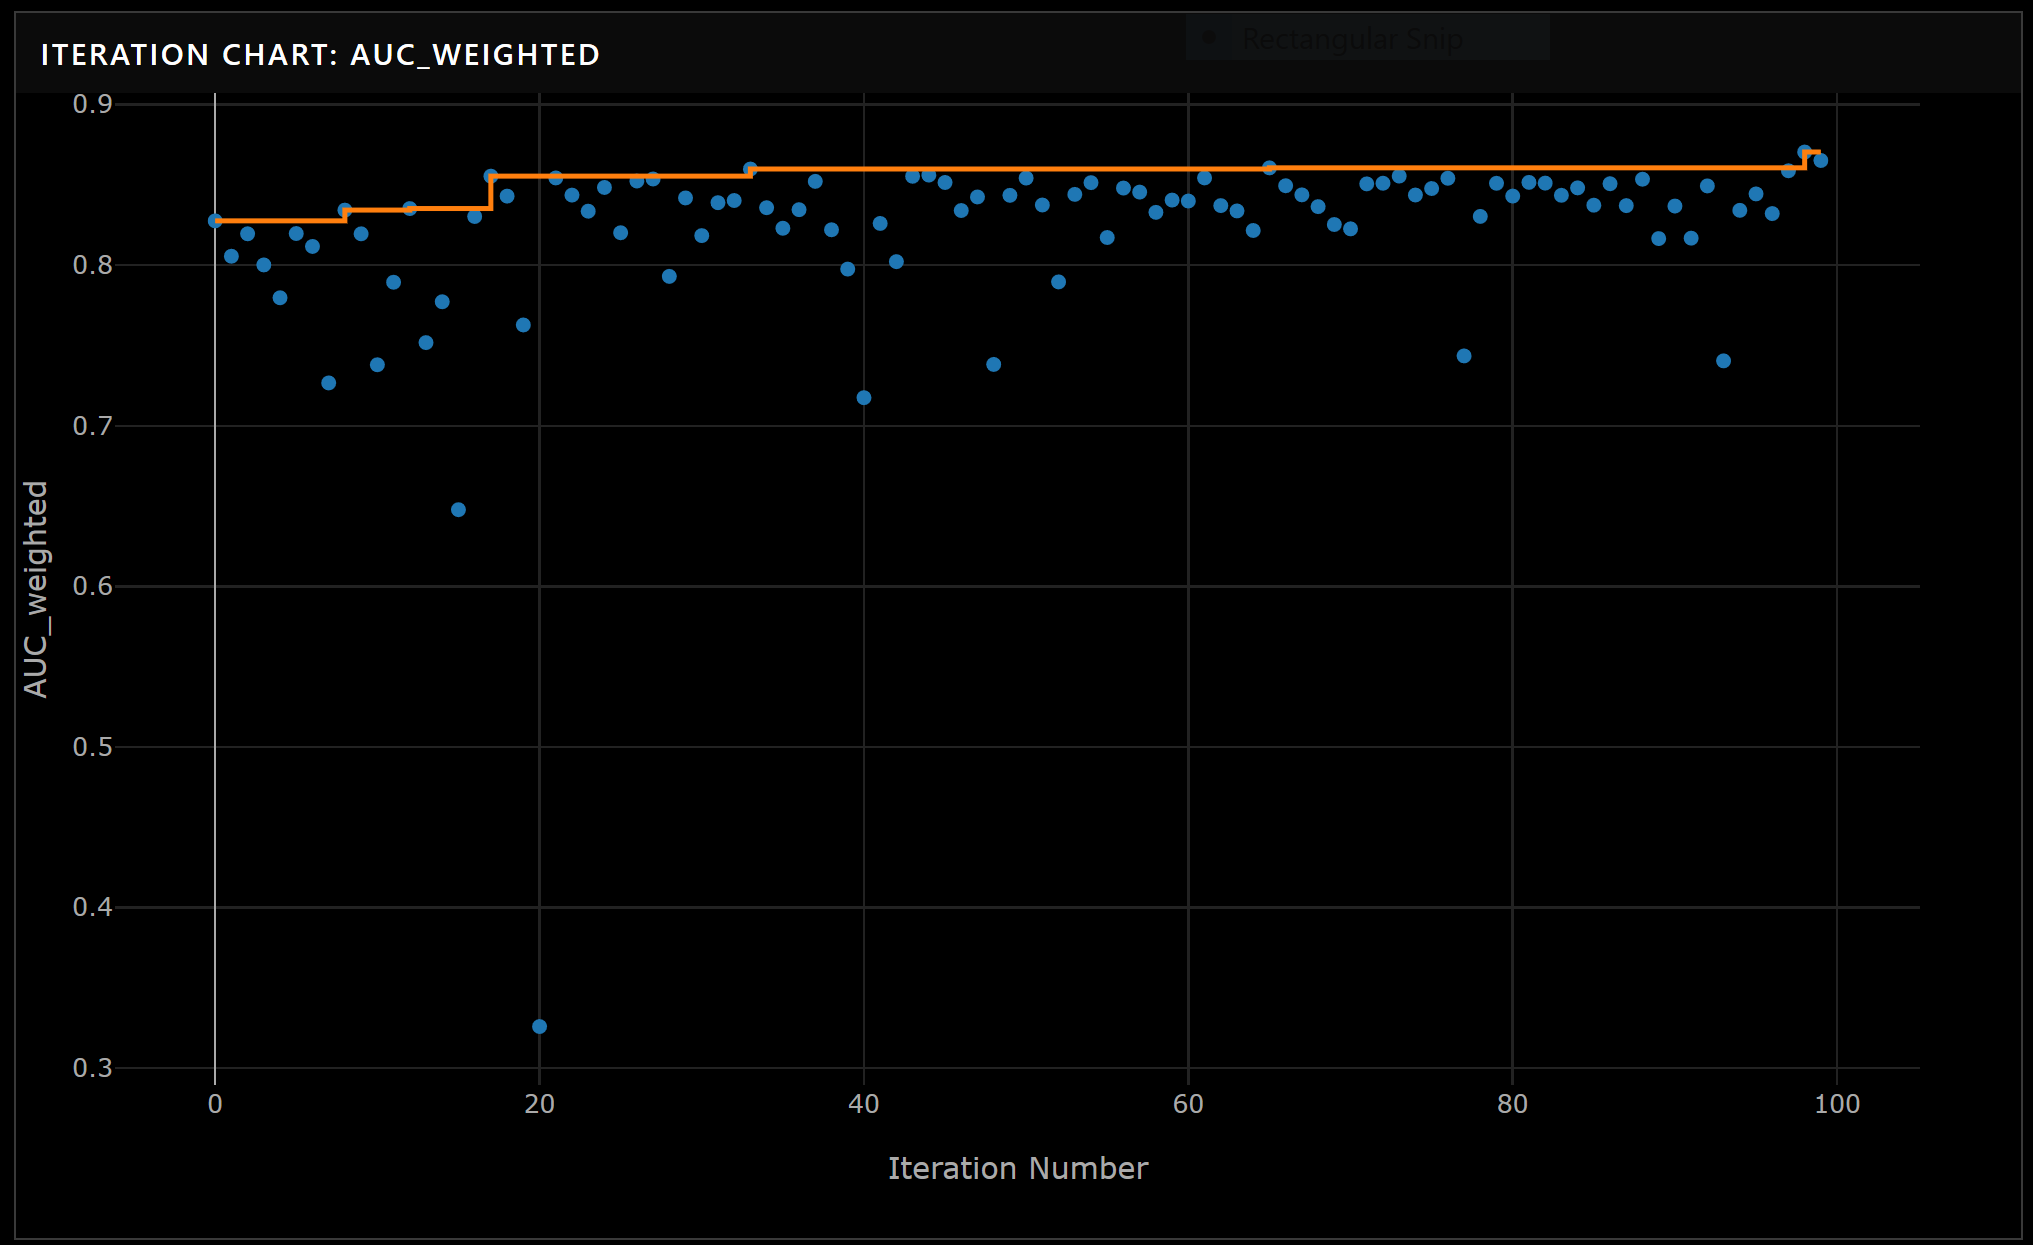 Rectangular Snip
ITERATION CHART: AUC_WEIGHTED
0.9
0.8
0.7
0.6
0.5
0.4
0.3
AUC_weighted
0 20 40 60 80 100
Iteration Number